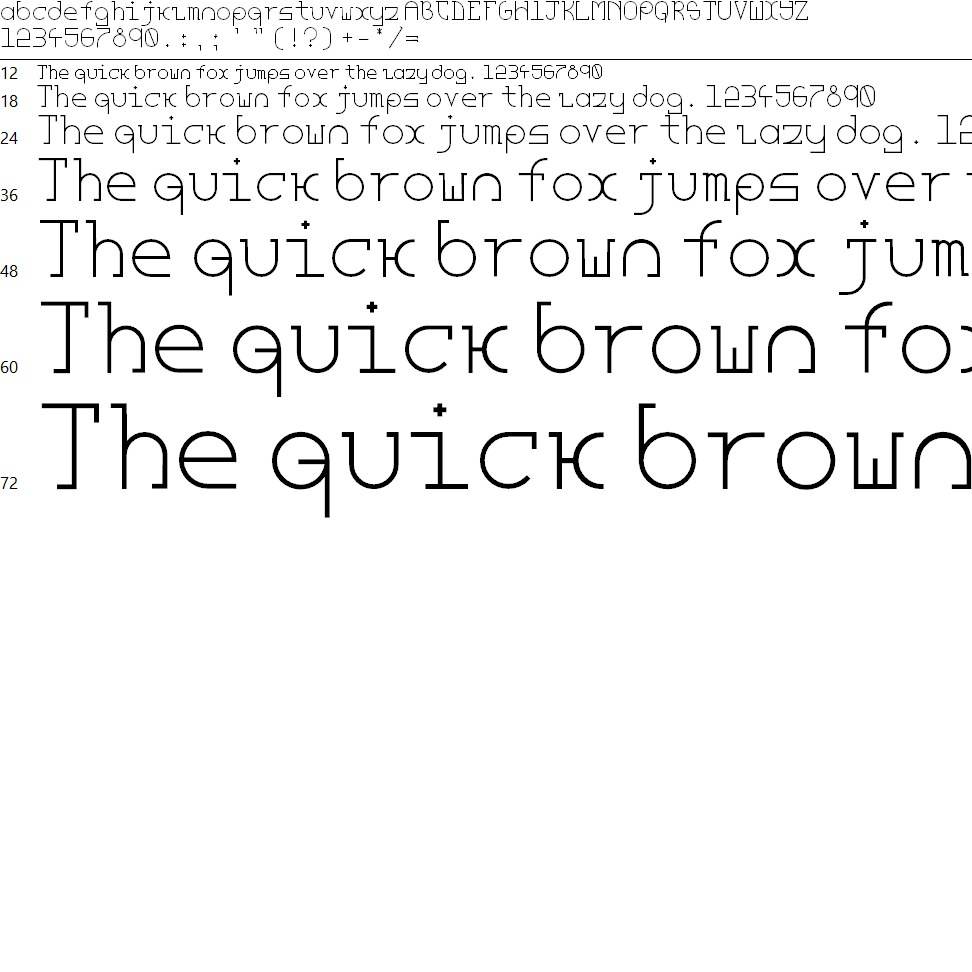 abcdefghijklmnopqrstuvwxyz ABCDEFGHIJKLMNOPQRSTUVWXYZ
1234567890.:,; ' " (!?) +-*/=
12 The quick brown fox jumps over the lazy dog. 1234567890
18 The quick brown fox jumps over the lazy dog. 1234567890
24 The quick brown fox jumps over the lazy dog. 12
36 The quick brown fox jumps over
48 The quick brown fox jum
60 The quick brown fox
72 The quick brown